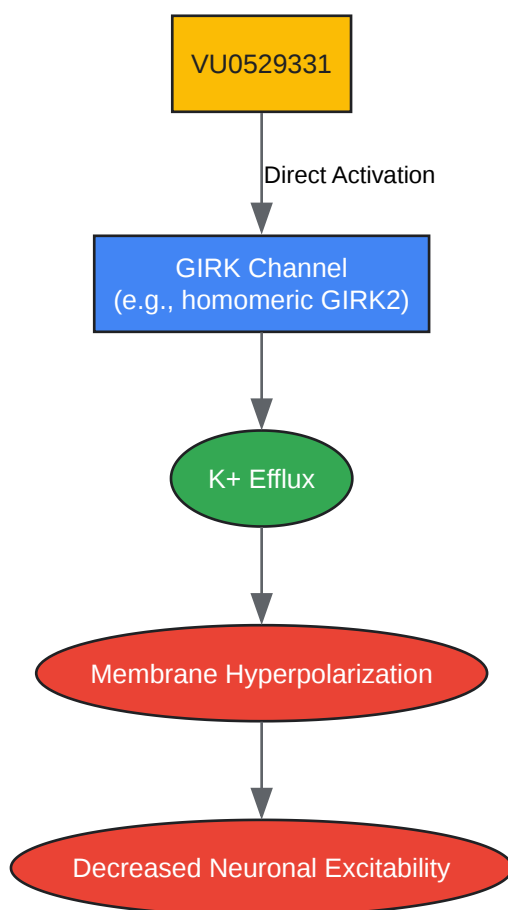 VU0529331
Direct Activation
GIRK Channel
(e.g., homomeric GIRK2)
K+ Efflux
Membrane Hyperpolarization
Decreased Neuronal Excitability